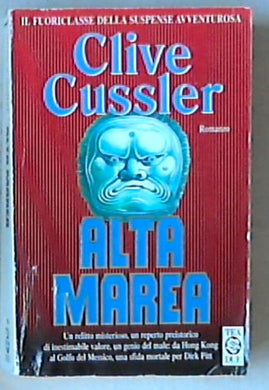 IL FUORICLASSE DELLA SUSPENSE AVVENTUROSA
Clive
Cussler
Romanzo
ALTA
MAREA
Un relitto misterioso, un reperto preistorico
di inestimabile valore, un genio del male: da Hong Kong
al Golfo del Messico, una sfida mortale per Dirk Pitt
TEA
DUE